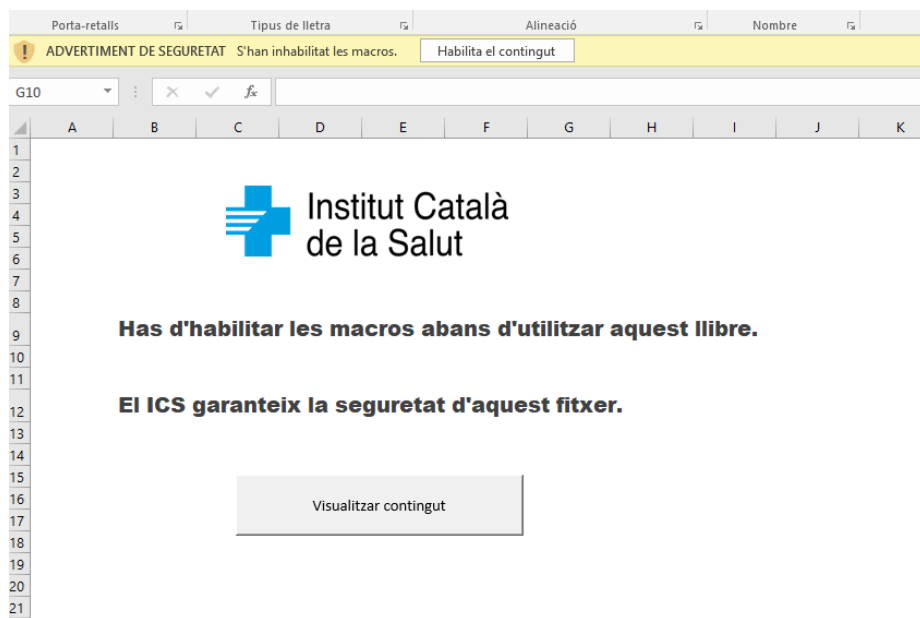 Porta-retalls Tipus de lletra Alineació Nombre
ADVERTIMENT DE SEGURETAT S'han inhabilitat les macros. Habilita el contingut
G10 fx
A B C D E F G H I J K
1
2
3
4
5
6
7
8
9
10
11
12
13
14
15
16
17
18
19
20
21
Institut Català
de la Salut
Has d'habilitar les macros abans d'utilitzar aquest llibre.
El ICS garanteix la seguretat d'aquest fitxer.
Visualitzar contingut